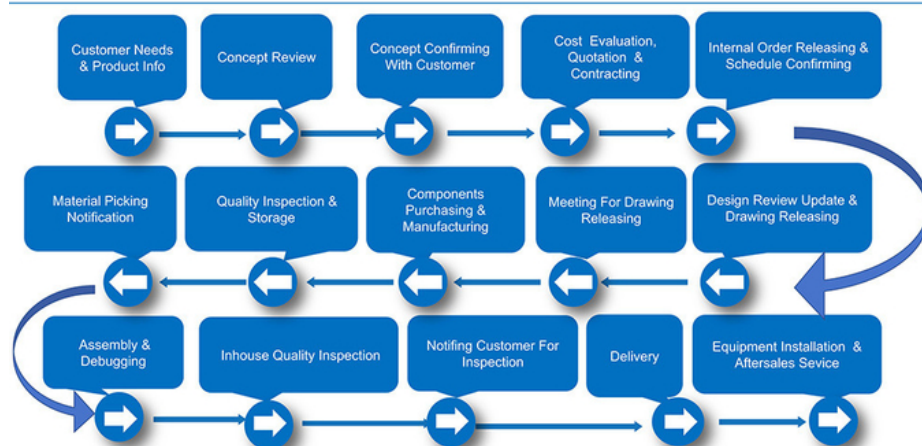 Customer Needs
& Product Info
Concept Review
Concept Confirming
With Customer
Cost Evaluation,
Quotation &
Contracting
Internal Order Releasing &
Schedule Confirming
Material Picking
Notification
Quality Inspection &
Storage
Components
Purchasing &
Manufacturing
Meeting For Drawing
Releasing
Design Review Update &
Drawing Releasing
Assembly &
Debugging
Inhouse Quality Inspection
Notifing Customer For
Inspection
Delivery
Equipment Installation &
Aftersales Sevice